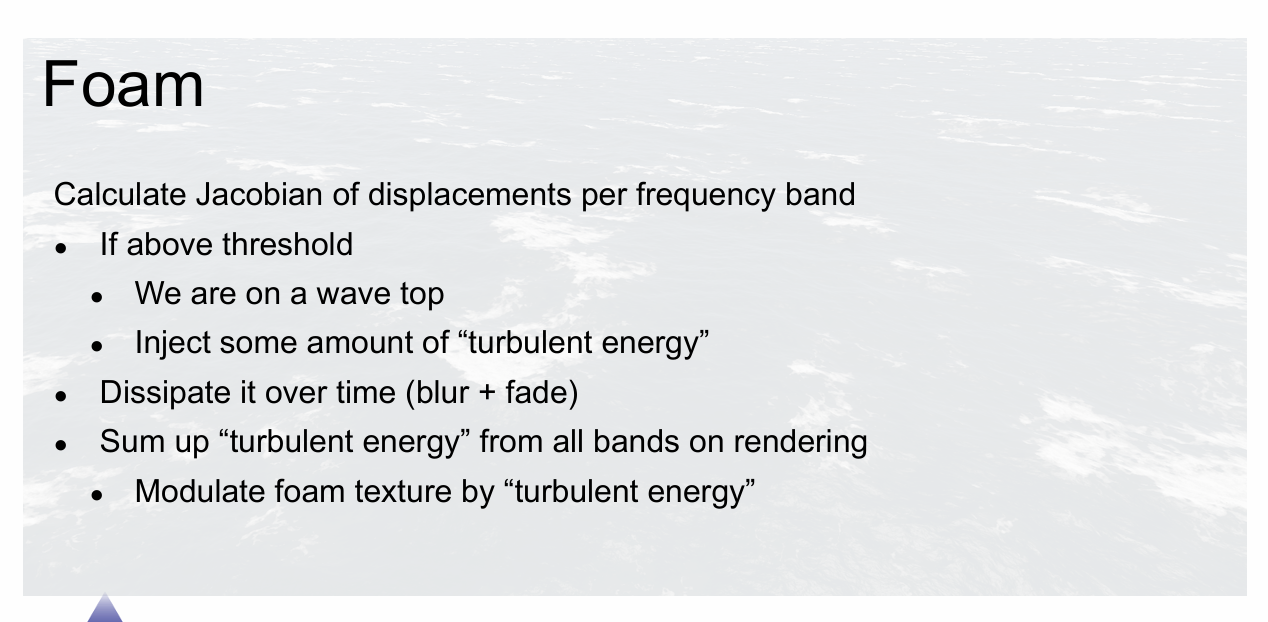 Foam
Calculate Jacobian of displacements per frequency band
● If above threshold
● We are on a wave top
● Inject some amount of “turbulent energy”
● Dissipate it over time (blur + fade)
● Sum up “turbulent energy” from all bands on rendering
● Modulate foam texture by “turbulent energy”